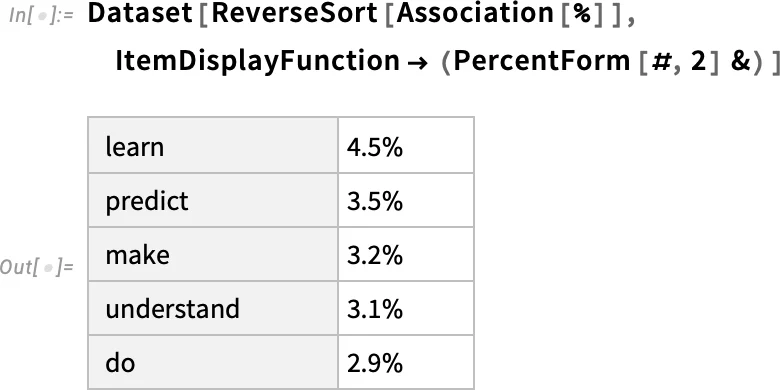 In[•]:= Dataset[ReverseSort[Association[%]],
ItemDisplayFunction → (PercentForm[#, 2] &)]
learn 4.5%
predict 3.5%
make 3.2%
Out[•]=
understand 3.1%
do 2.9%